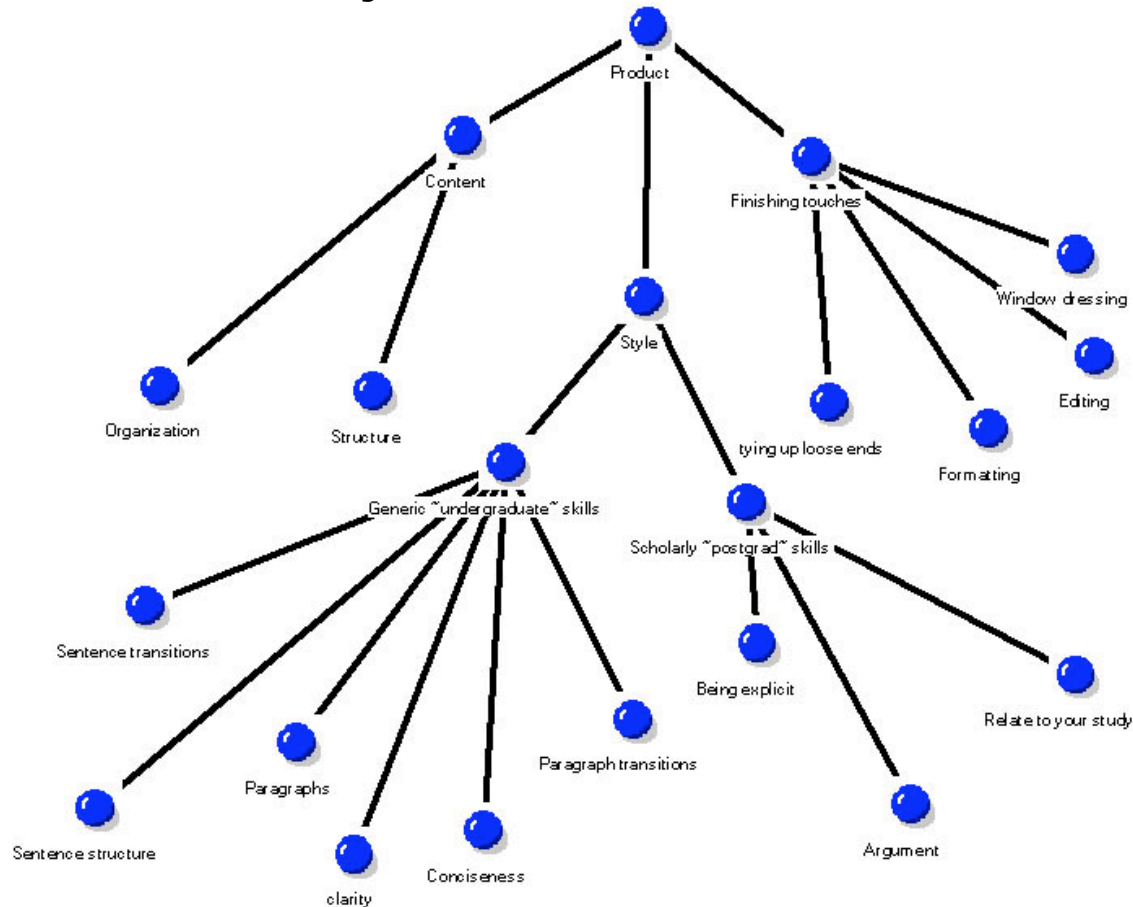 Product
Content
Finishing touches
Window dressing
Style
Editing
Organization
Structure
tying up loose ends
Formatting
Generic ~undergraduate~ skills
Scholarly ~postgrad~ skills
Sentence transitions
Being explicit
Relate to your study
Paragraph transitions
Paragraphs
Sentence structure
Argument
Conciseness
clarity